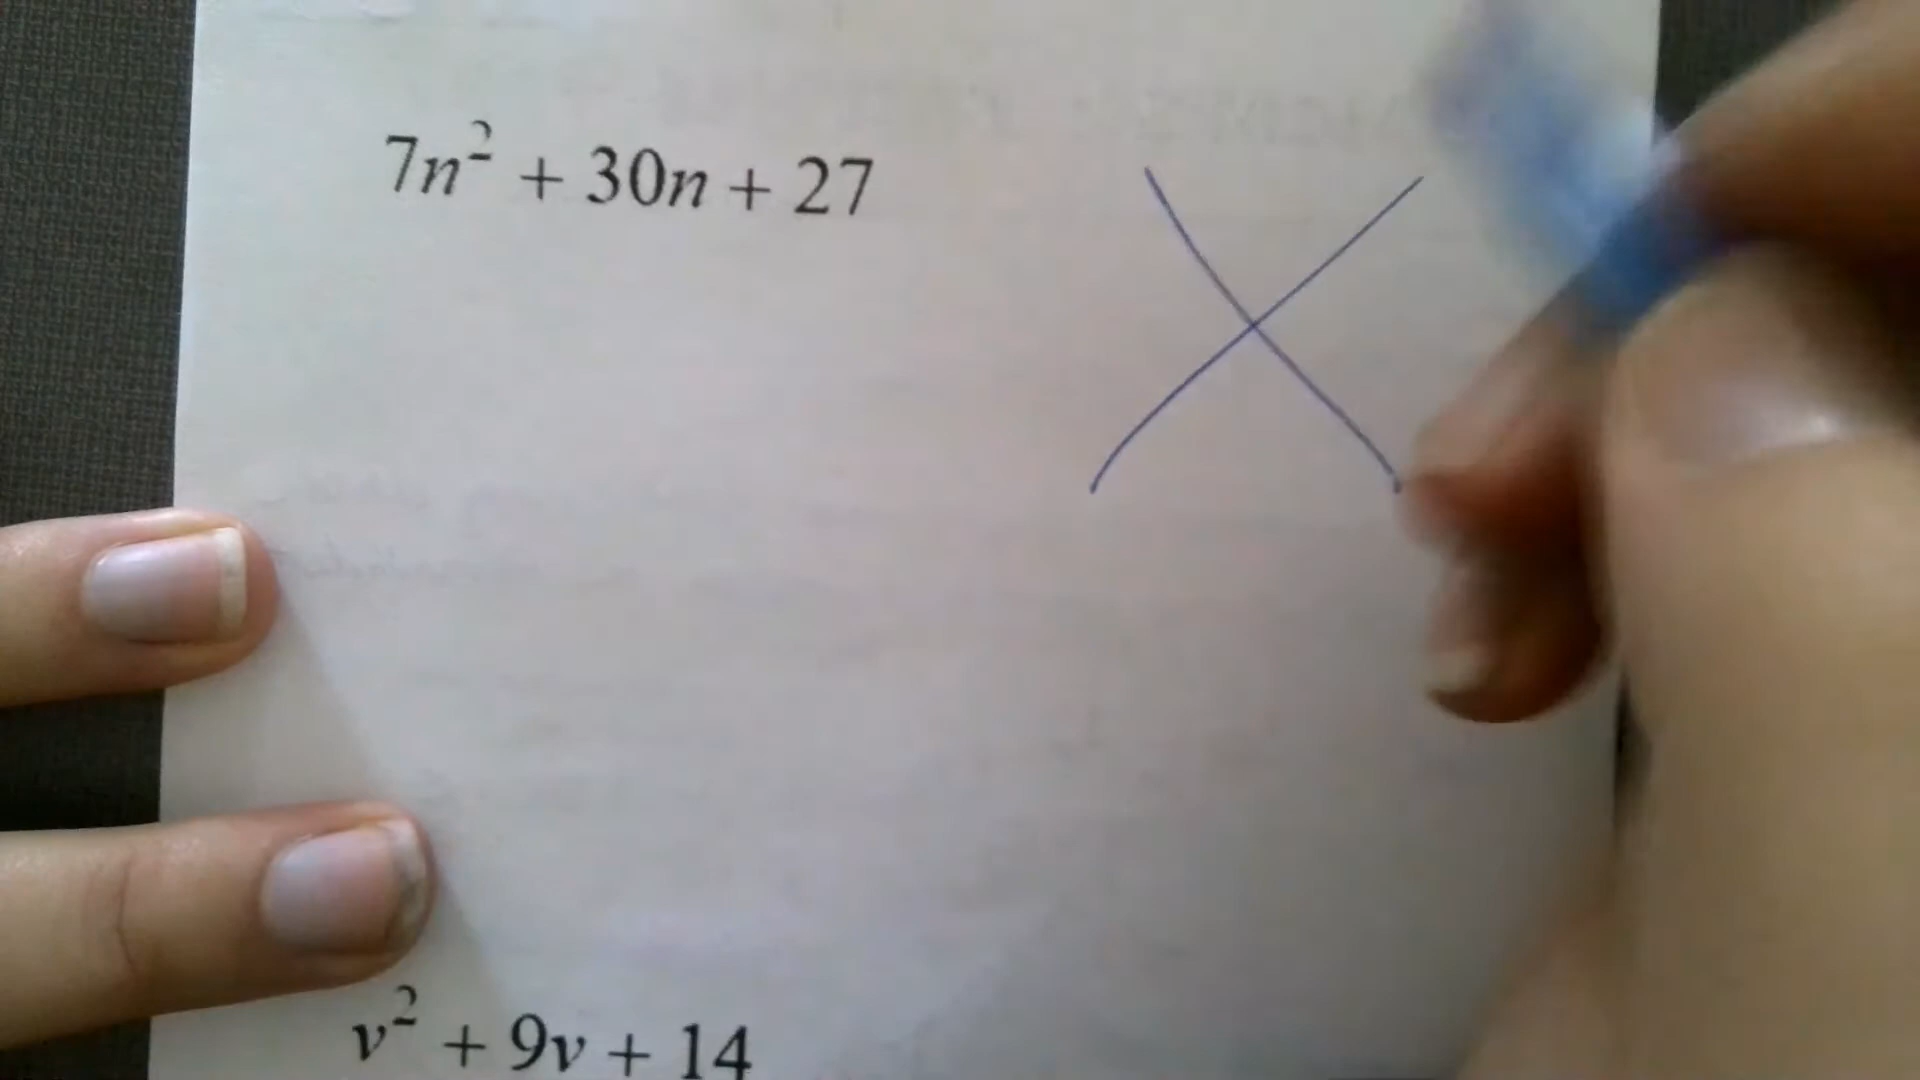 7n² + 30n + 27
v² + 9v + 14